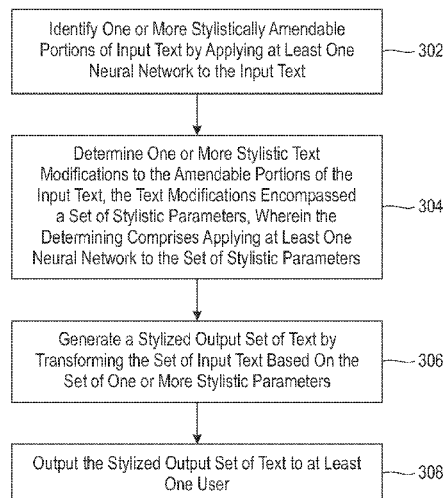 Identify One or More Stylistically Amendable
Portions of Input Text by Applying at Least One
Neural Network to the Input Text
302
Determine One or More Stylistic Text
Modifications to the Amendable Portions of the
Input Text, the Text Modifications Encompassed
a Set of Stylistic Parameters, Wherein the
Determining Comprises Applying at Least One
Neural Network to the Set of Stylistic Parameters
304
Generate a Stylized Output Set of Text by
Transforming the Set of Input Text Based On the
Set of One or More Stylistic Parameters
306
Output the Stylized Output Set of Text to at Least
One User
308